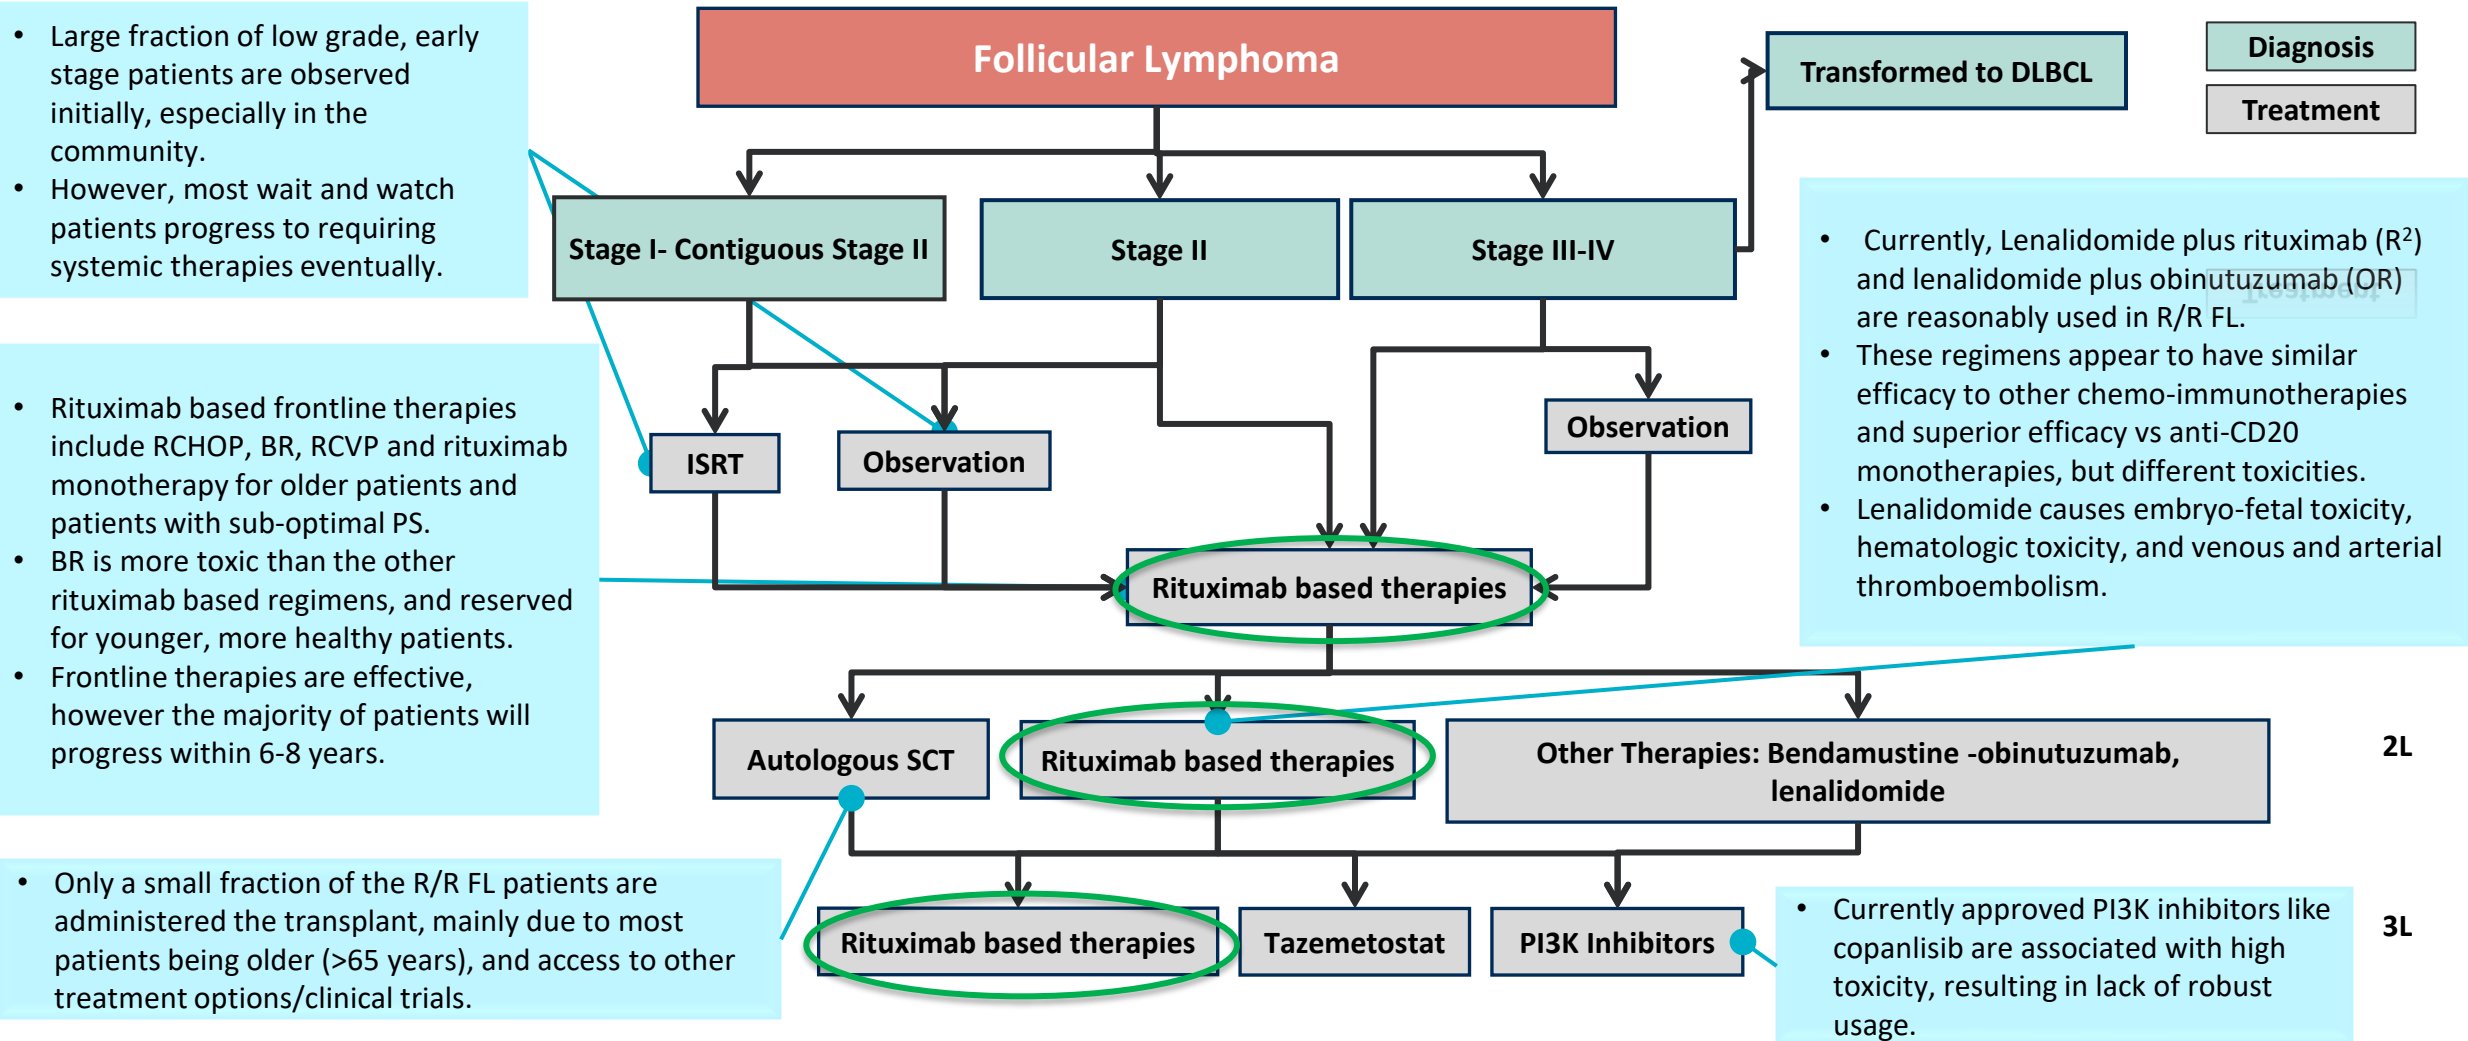 Follicular Lymphoma
Transformed to DLBCL
Diagnosis
Treatment
• Large fraction of low grade, early
stage patients are observed
initially, especially in the
community.
• However, most wait and watch
patients progress to requiring
systemic therapies eventually.
Stage I- Contiguous Stage II
Stage II
Stage III-IV
• Currently, Lenalidomide plus rituximab (R²)
and lenalidomide plus obinutuzumab (OR)
are reasonably used in R/R FL.
• These regimens appear to have similar
efficacy to other chemo-immunotherapies
and superior efficacy vs anti-CD20
monotherapies, but different toxicities.
• Lenalidomide causes embryo-fetal toxicity,
hematologic toxicity, and venous and arterial
thromboembolism.
Treatment
• Rituximab based frontline therapies
include RCHOP, BR, RCVP and rituximab
monotherapy for older patients and
patients with sub-optimal PS.
• BR is more toxic than the other
rituximab based regimens, and reserved
for younger, more healthy patients.
• Frontline therapies are effective,
however the majority of patients will
progress within 6-8 years.
ISRT
Observation
Observation
Rituximab based therapies
Autologous SCT
Rituximab based therapies
Other Therapies: Bendamustine -obinutuzumab,
lenalidomide
2L
• Only a small fraction of the R/R FL patients are
administered the transplant, mainly due to most
patients being older (>65 years), and access to other
treatment options/clinical trials.
Rituximab based therapies
Tazemetostat
PI3K Inhibitors
• Currently approved PI3K inhibitors like
copanlisib are associated with high
toxicity, resulting in lack of robust
usage.
3L